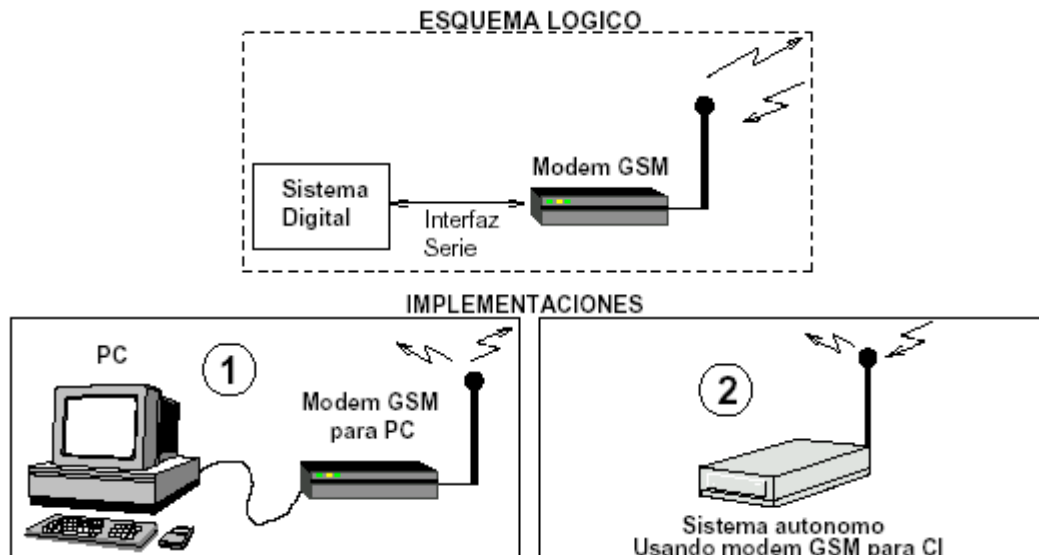 ESQUEMA LOGICO
Modem GSM
Sistema
Digital
Interfaz
Serie
IMPLEMENTACIONES
PC
1
Modem GSM
para PC
2
Sistema autonomo
Usando modem GSM para CI